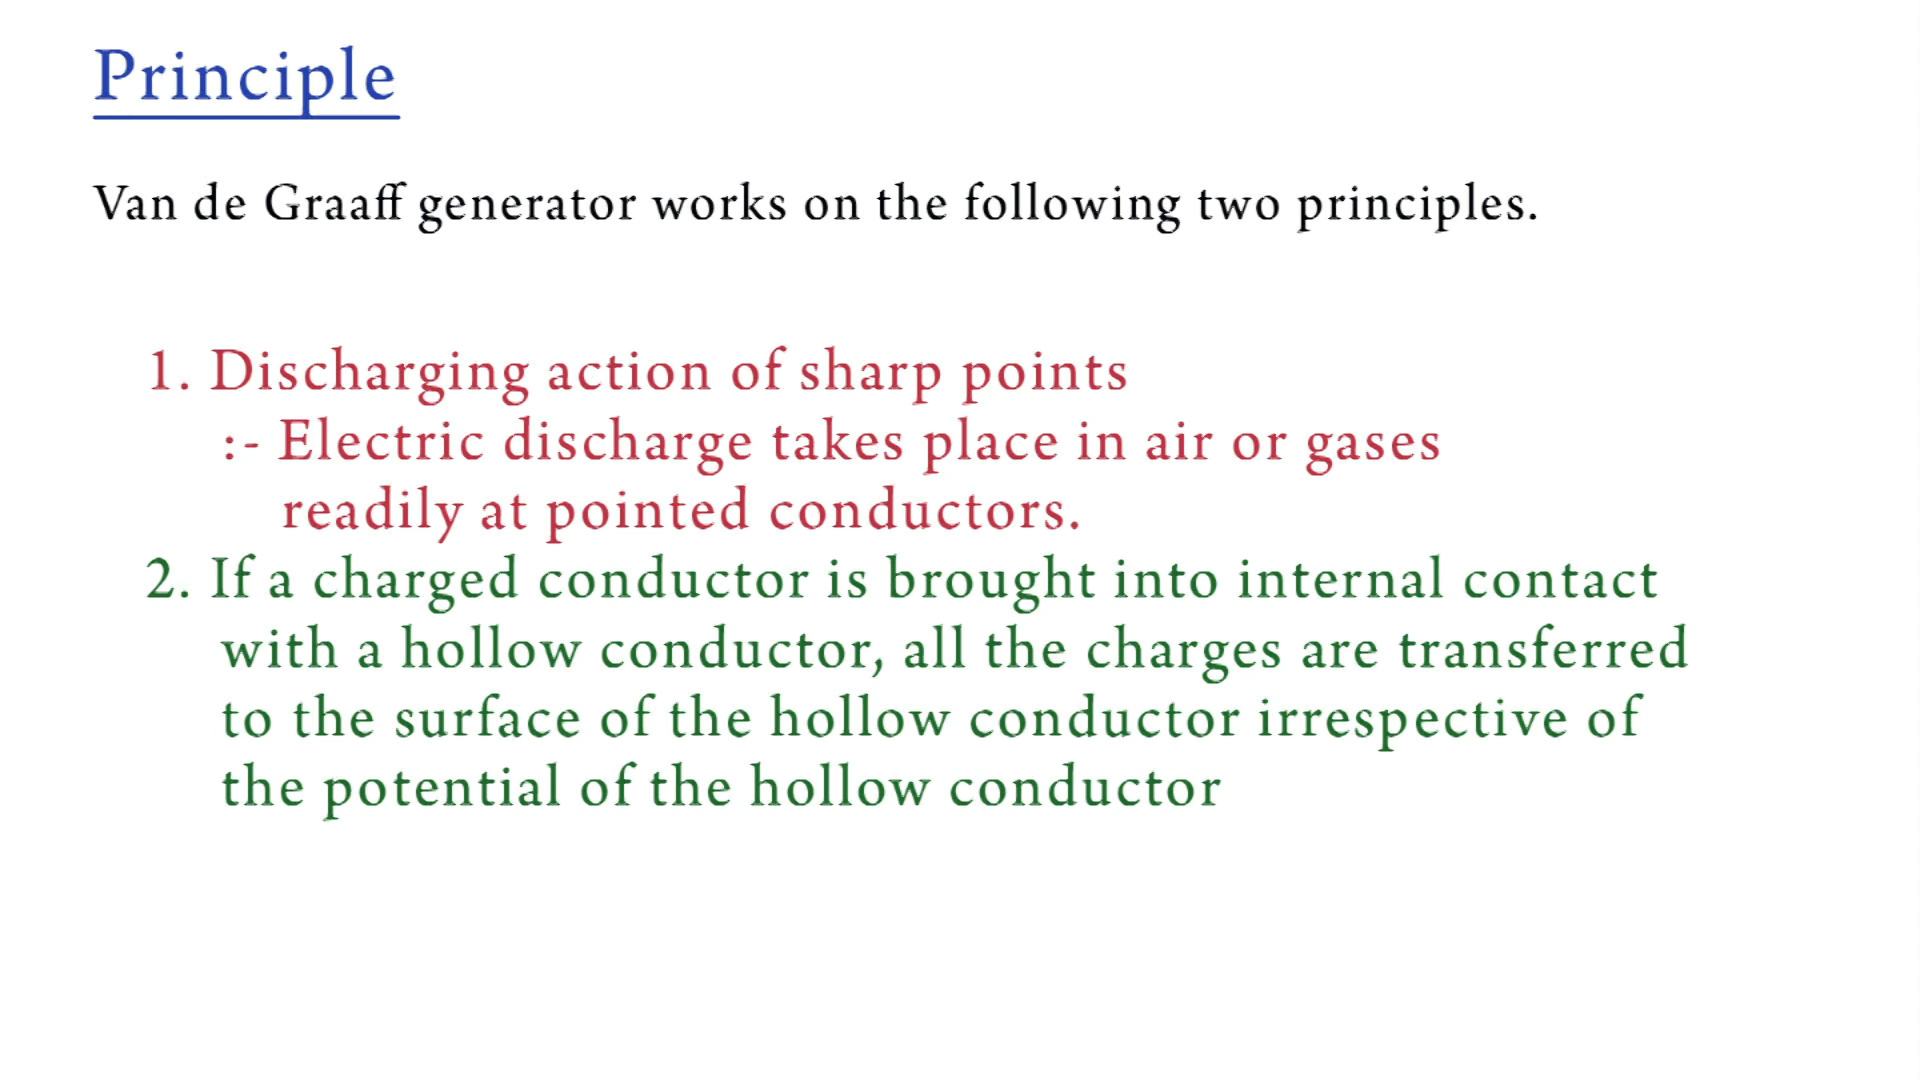 Principle
Van de Graaff generator works on the following two principles.
1. Discharging action of sharp points
:- Electric discharge takes place in air or gases
readily at pointed conductors.
2. If a charged conductor is brought into internal contact
with a hollow conductor, all the charges are transferred
to the surface of the hollow conductor irrespective of
the potential of the hollow conductor